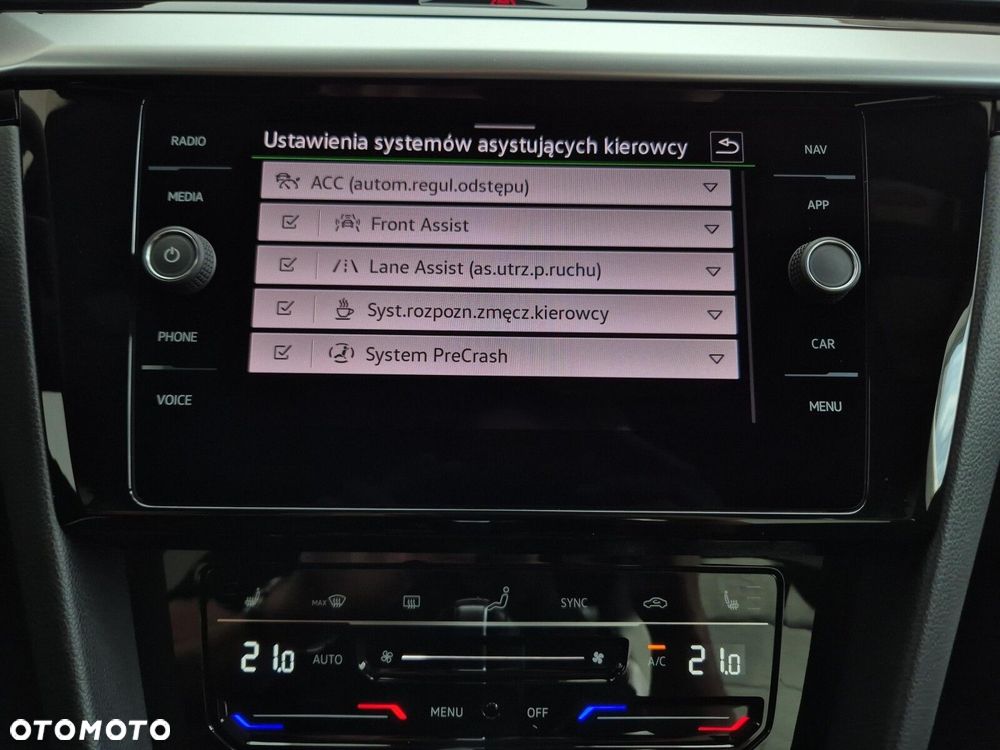 RADIO
MEDIA
PHONE
VOICE
Ustawienia systemów asystujących kierowcy
ACC (autom.regul.odstępu)
Front Assist
Lane Assist (as.utrz.p.ruchu)
Syst.rozpozn.zmęcz.kierowcy
System PreCrash
NAV
APP
CAR
MENU
MAX
SYNC
21.0
AUTO
A/C
21.0
MENU
OFF
OTOMOTO